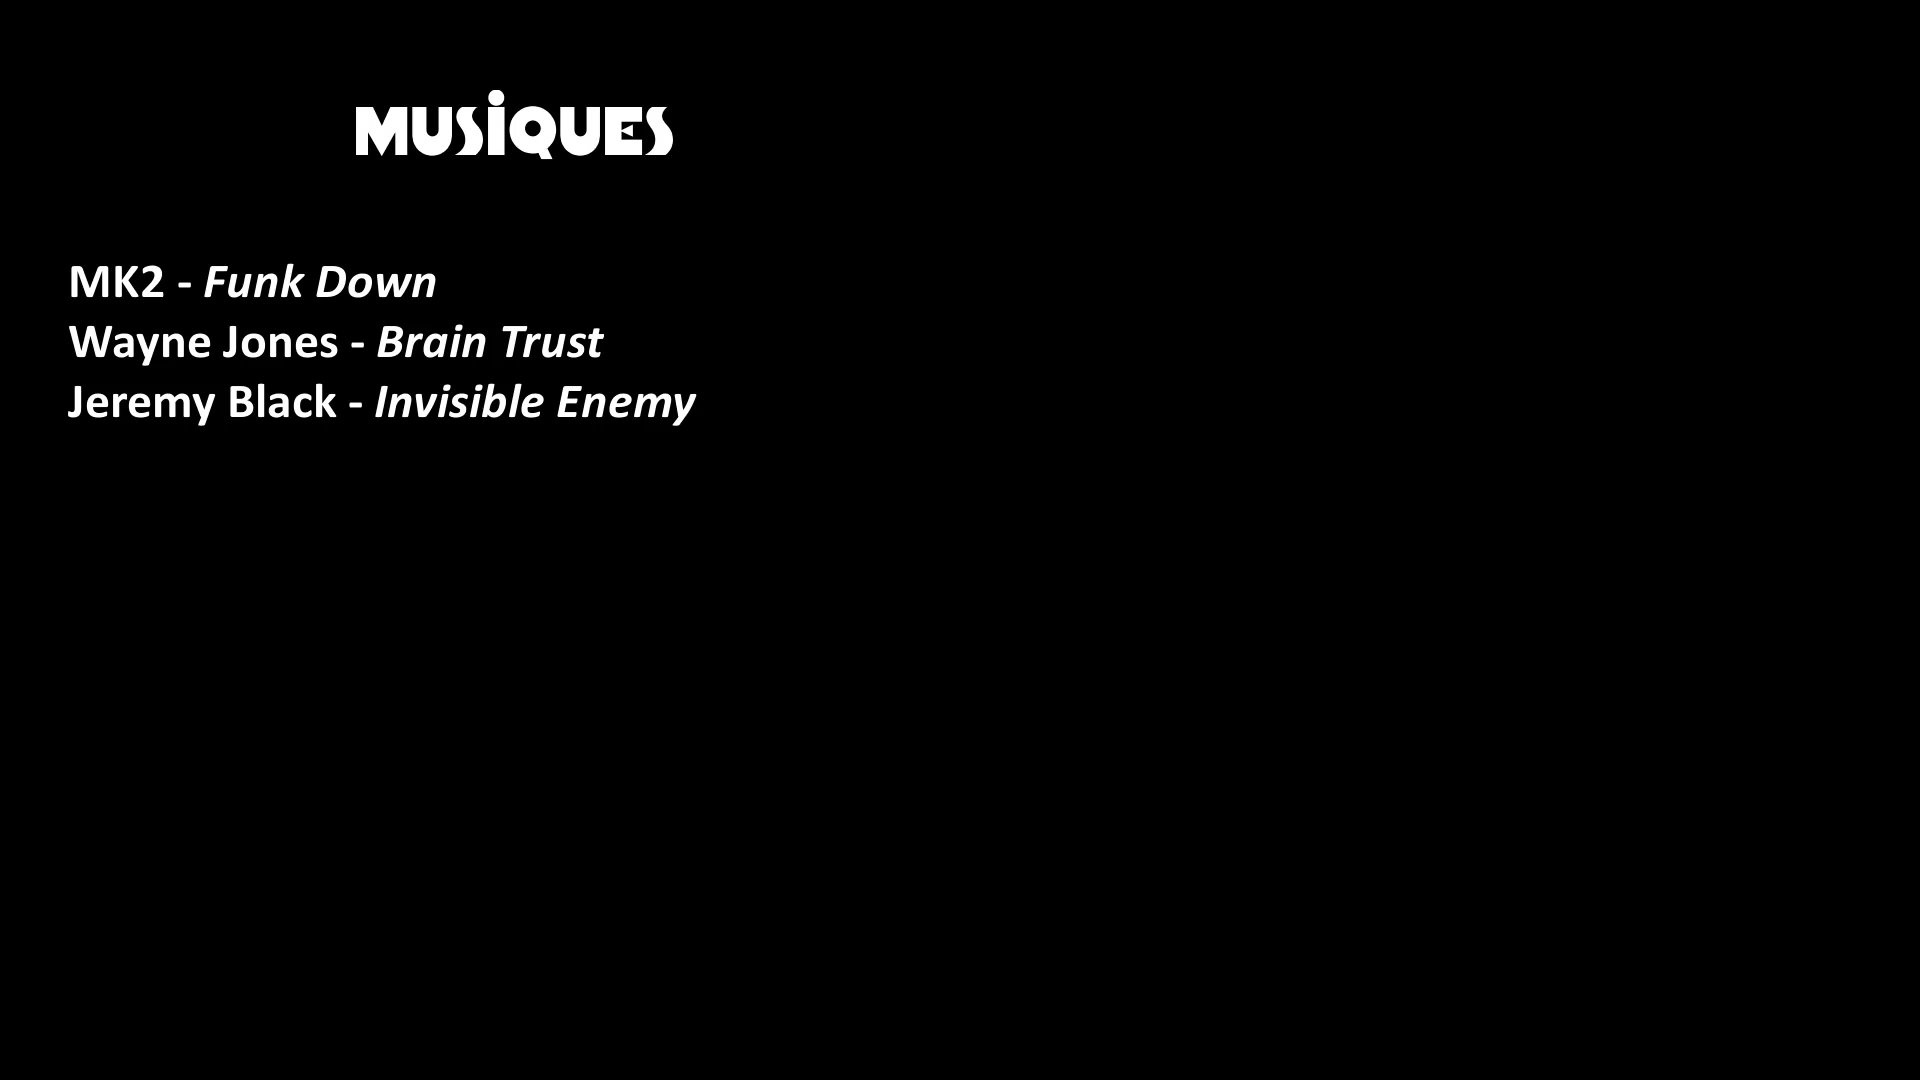 MUSIQUES
MK2 - Funk Down
Wayne Jones - Brain Trust
Jeremy Black - Invisible Enemy